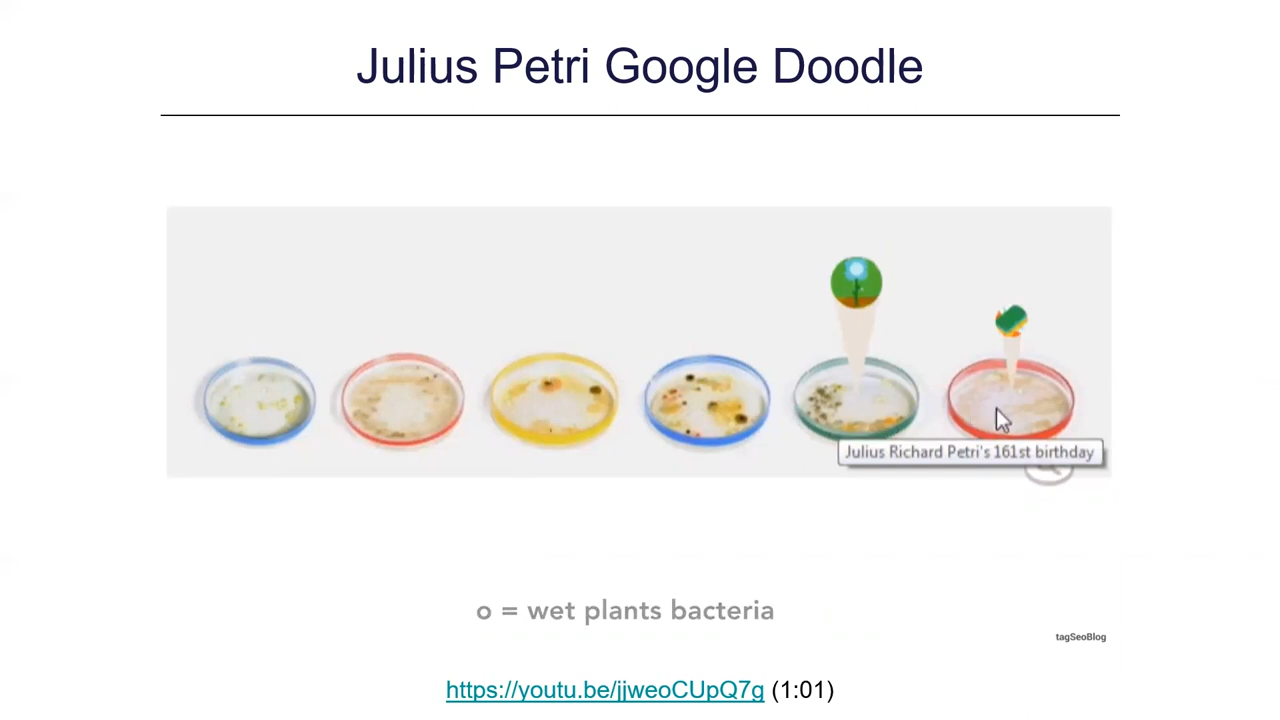 Julius Petri Google Doodle
Julius Richard Petri's 161st birthday
o = wet plants bacteria
tagSeoBlog
https://youtu.be/jjweoCUpQ7g (1:01)